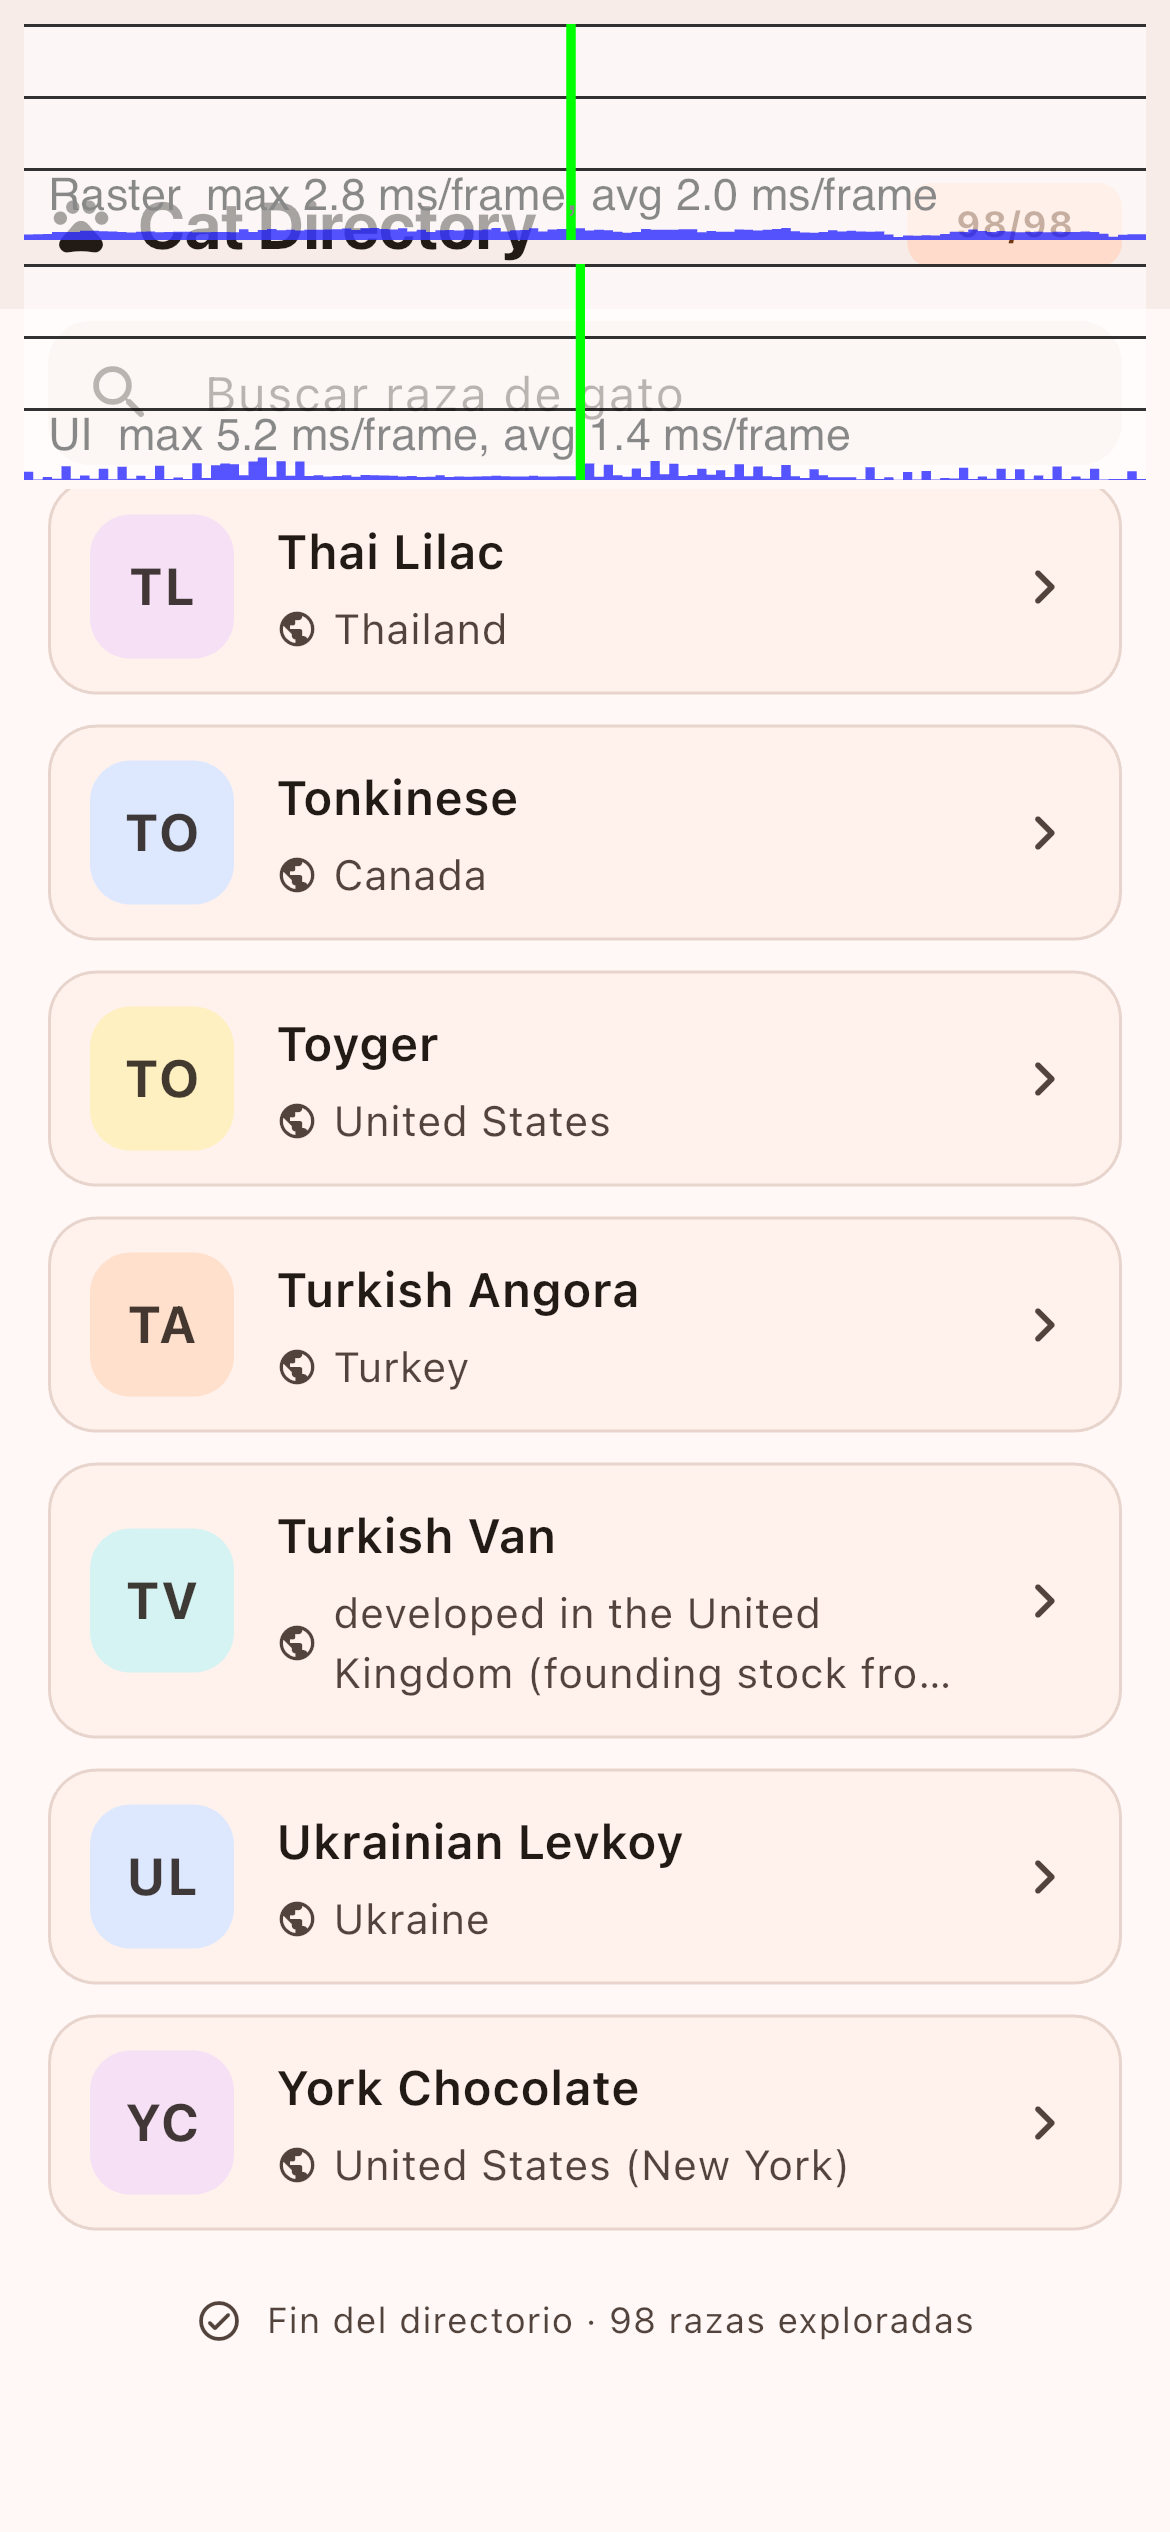 Raster max 2.8 ms/frame, avg 2.0 ms/frame
Cat Directory
98/98
Buscar raza de gato
UI max 5.2 ms/frame, avg 1.4 ms/frame
TL
Thai Lilac
Thailand
TO
Tonkinese
Canada
TO
Toyger
United States
TA
Turkish Angora
Turkey
TV
Turkish Van
developed in the United
Kingdom (founding stock fro...
UL
Ukrainian Levkoy
Ukraine
YC
York Chocolate
United States (New York)
Fin del directorio · 98 razas exploradas